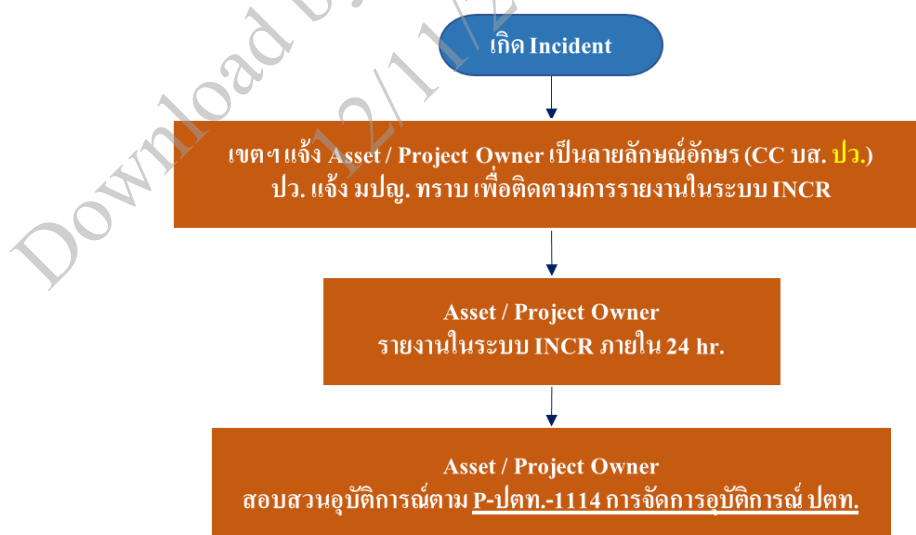 Download by
12/11/2
เกิด Incident
เขตฯ แจ้ง Asset / Project Owner เป็นลายลักษณ์อักษร (CC บส. ปว.)
ปว. แจ้ง มปญ. ทราบ เพื่อติดตามการรายงานในระบบ INCR
Asset / Project Owner
รายงานในระบบ INCR ภายใน 24 hr.
Asset / Project Owner
สอบสวนอุบัติการณ์ตาม P-ปตท.-1114 การจัดการอุบัติการณ์ ปตท.